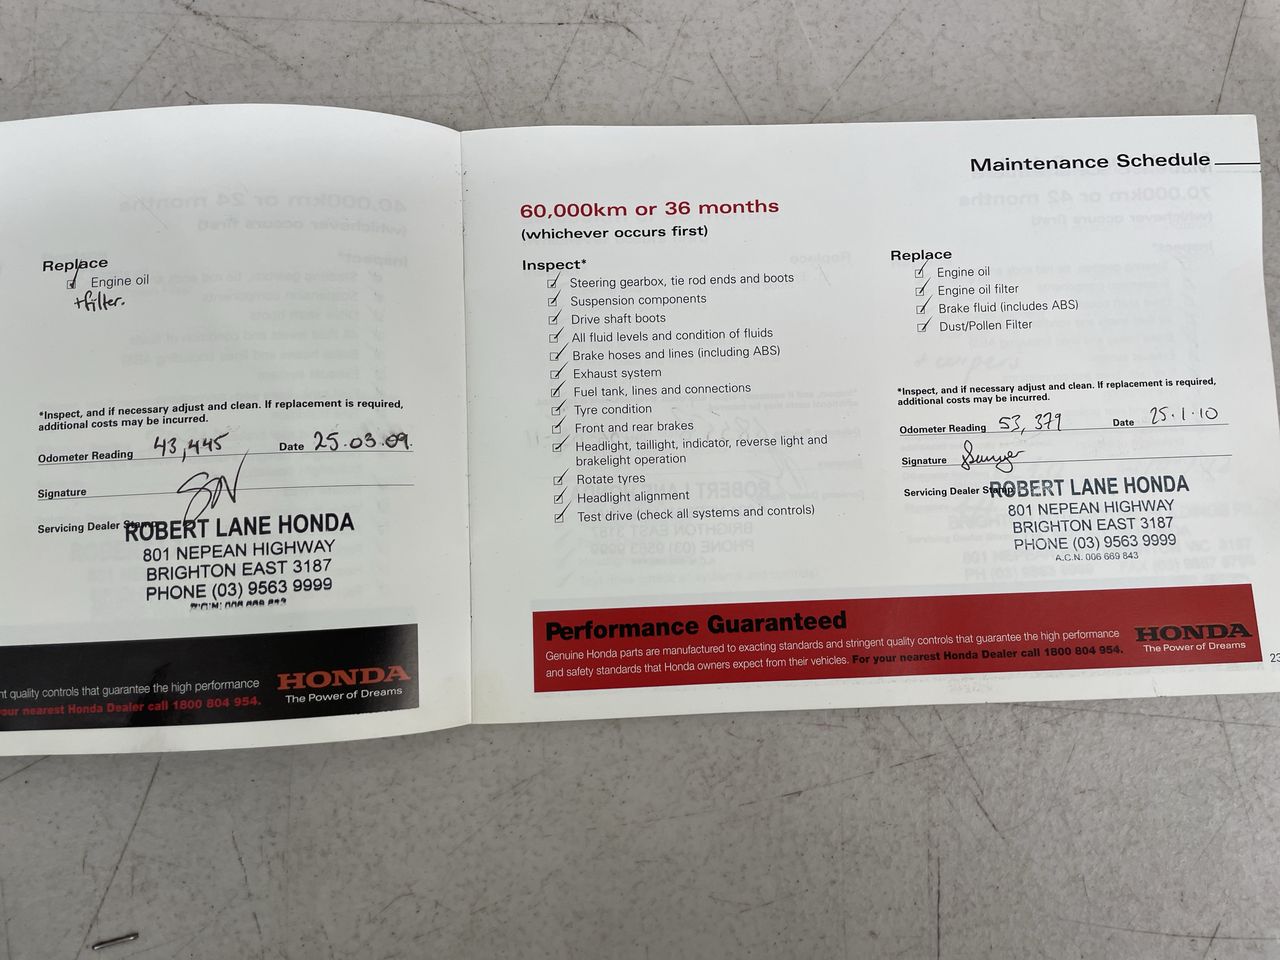 Replace
Engine oil
+filter.
*Inspect, and if necessary adjust and clean. If replacement is required,
additional costs may be incurred.
Odometer Reading 43,445 Date 25.03.09.
Signature
Servicing Dealer
ROBERT LANE HONDA
801 NEPEAN HIGHWAY
BRIGHTON EAST 3187
PHONE (03) 9563 9999
quality controls that guarantee the high performance
nearest Honda Dealer call 1800 804 954.
HONDA
The Power of Dreams
Maintenance Schedule
60,000km or 36 months
(whichever occurs first)
Inspect*
Steering gearbox, tie rod ends and boots
Suspension components
Drive shaft boots
All fluid levels and condition of fluids
Brake hoses and lines (including ABS)
Exhaust system
Fuel tank, lines and connections
Tyre condition
Front and rear brakes
Headlight, taillight, indicator, reverse light and
brakelight operation
Rotate tyres
Headlight alignment
Test drive (check all systems and controls)
Replace
Engine oil
Engine oil filter
Brake fluid (includes ABS)
Dust/Pollen Filter
*Inspect, and if necessary adjust and clean. If replacement is required,
additional costs may be incurred.
Odometer Reading 53,379 Date 25.1.10
Signature
Servicing Dealer
ROBERT LANE HONDA
801 NEPEAN HIGHWAY
BRIGHTON EAST 3187
PHONE (03) 9563 9999
A.C.N. 006 669 843
Performance Guaranteed
Genuine Honda parts are manufactured to exacting standards and stringent quality controls that guarantee the high performance
and safety standards that Honda owners expect from their vehicles. For your nearest Honda Dealer call 1800 804 954.
HONDA
The Power of Dreams
23